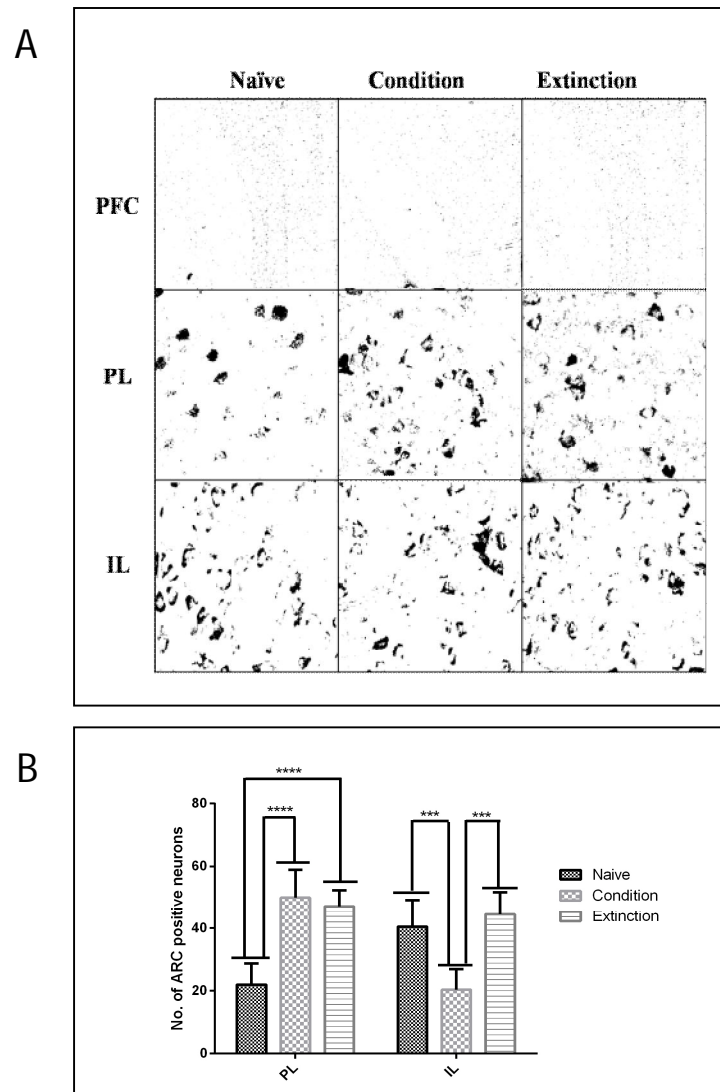 A
Naïve Condition Extinction
PFC
PL
IL
B
No. of ARC positive neurons
80
60
40
20
0
****
****
*** ***
PL IL
Naive
Condition
Extinction